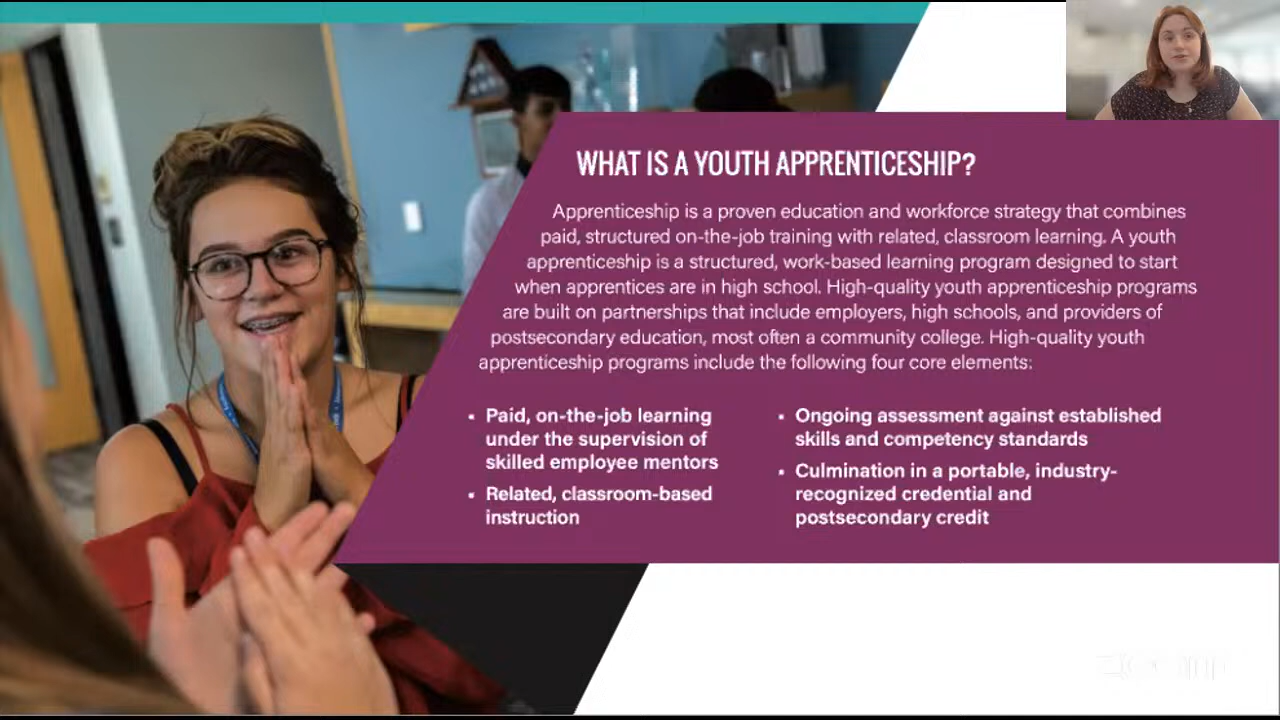 WHAT IS A YOUTH APPRENTICESHIP?
Apprenticeship is a proven education and workforce strategy that combines
paid, structured on-the-job training with related, classroom learning. A youth
apprenticeship is a structured, work-based learning program designed to start
when apprentices are in high school. High-quality youth apprenticeship programs
are built on partnerships that include employers, high schools, and providers of
postsecondary education, most often a community college. High-quality youth
apprenticeship programs include the following four core elements:
▪ Paid, on-the-job learning
under the supervision of
skilled employee mentors
▪ Related, classroom-based
instruction
▪ Ongoing assessment against established
skills and competency standards
▪ Culmination in a portable, industry-
recognized credential and
postsecondary credit